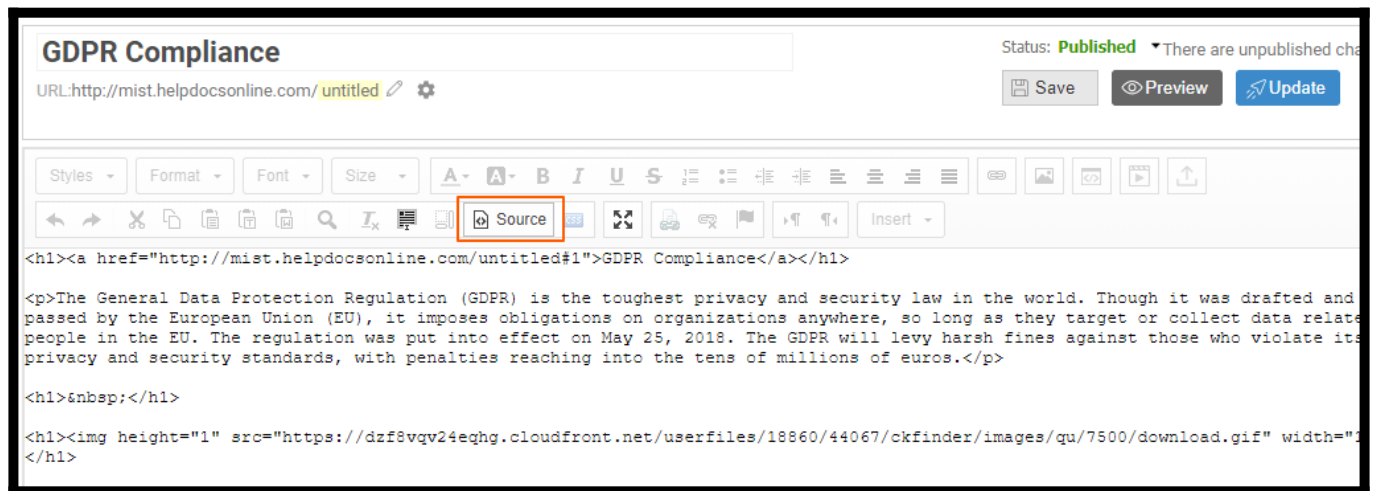 GDPR Compliance
Status: Published There are unpublished cha
URL:http://mist.helpdocsonline.com/ untitled
Save Preview Update
Styles Format Font Size A A B I U S
Source CSS Insert
<h1><a href="http://mist.helpdocsonline.com/untitled#1">GDPR Compliance</a></h1>
<p>The General Data Protection Regulation (GDPR) is the toughest privacy and security law in the world. Though it was drafted and
passed by the European Union (EU), it imposes obligations on organizations anywhere, so long as they target or collect data relate
people in the EU. The regulation was put into effect on May 25, 2018. The GDPR will levy harsh fines against those who violate its
privacy and security standards, with penalties reaching into the tens of millions of euros.</p>
<h1>&nbsp;</h1>
<h1><img height="1" src="https://dzf8vqv24eqhg.cloudfront.net/userfiles/18860/44067/ckfinder/images/qu/7500/download.gif" width="1
</h1>